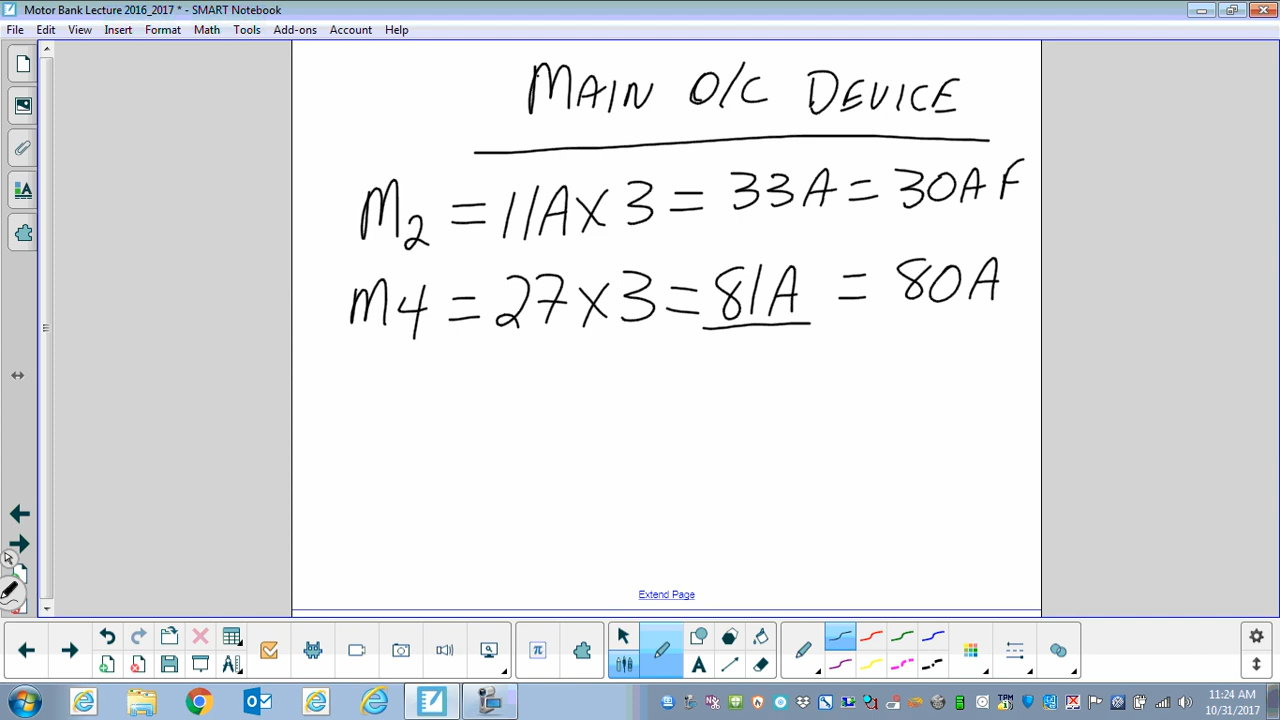 Motor Bank Lecture 2016_2017 * - SMART Notebook
File Edit View Insert Format Math Tools Add-ons Account Help
MAIN O/C DEVICE
M2 = 11A X 3 = 33A = 30A F
M4 = 27 X 3 = 81A = 80A
Extend Page
11:24 AM
10/31/2017